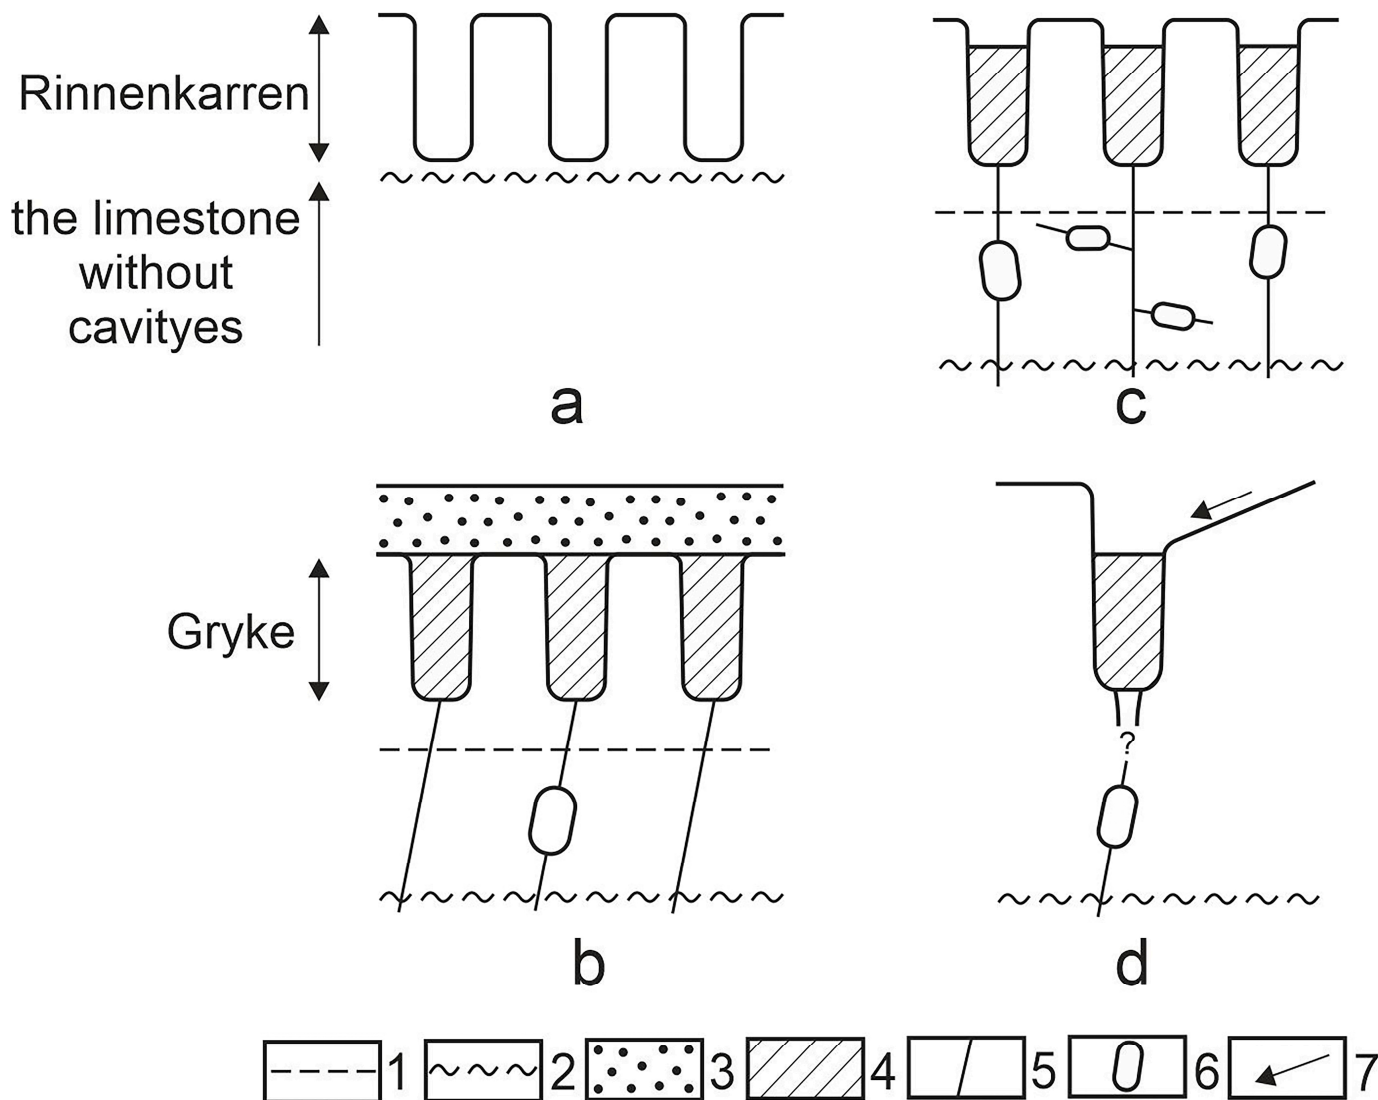 Rinnenkarren
the limestone
without
cavityes
a
c
Gryke
?
b
d
1 2 3 4 5 6 7